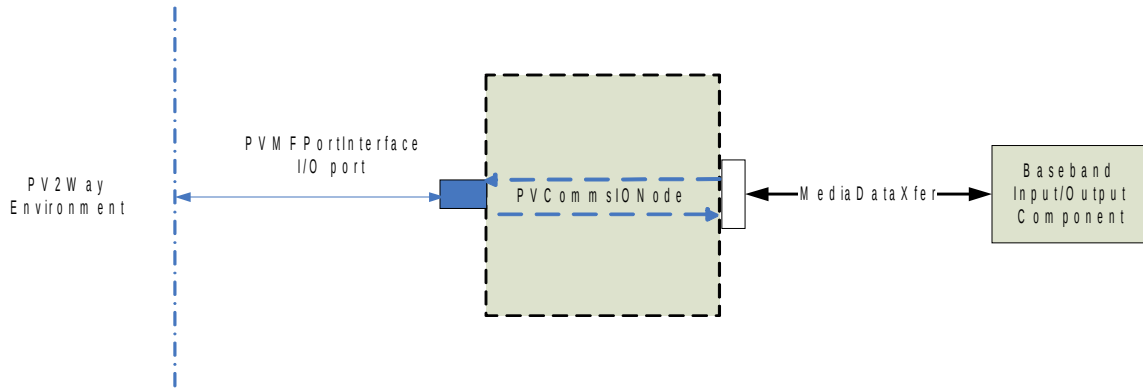 PV2Way
Environment
PVMFPortInterface
I/O port
PVCommsIONode
MediaDataXfer
Baseband
Input/Output
Component